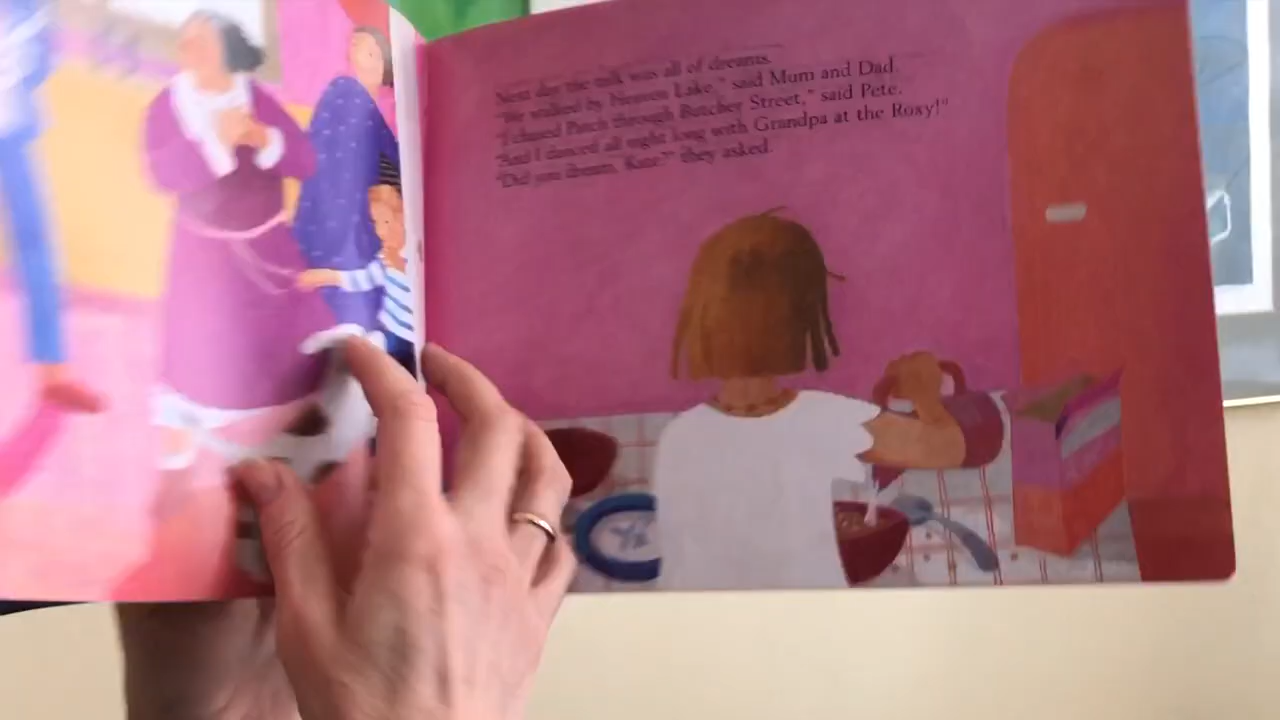 Next day the talk was all of dreams.
"We walked by Heaven Lake," said Mum and Dad.
"I chased Patch through Butcher Street," said Pete.
"And I danced all night long with Grandpa at the Roxy!"
"Did you dream, Kate?" they asked.